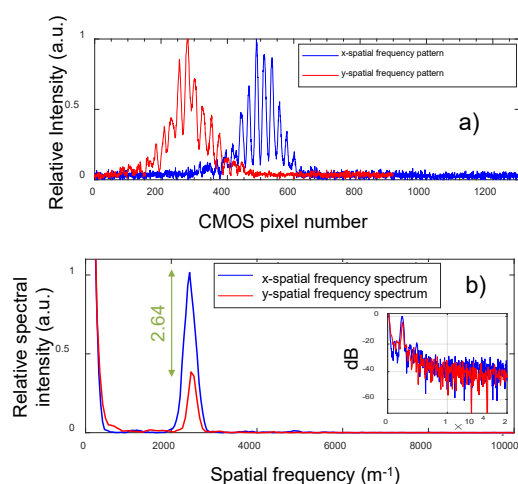 Relative Intensity (a.u.)
1
0.5
0
x-spatial frequency pattern
y-spatial frequency pattern
a)
0 200 400 600 800 1000 1200
CMOS pixel number
Relative spectral
intensity (a.u.)
1
0.5
0
2.64
x-spatial frequency spectrum
y-spatial frequency spectrum
b)
dB
0
-20
-40
-60
0 1 2
× 10 4
0 2000 4000 6000 8000 10000
Spatial frequency (m-1)